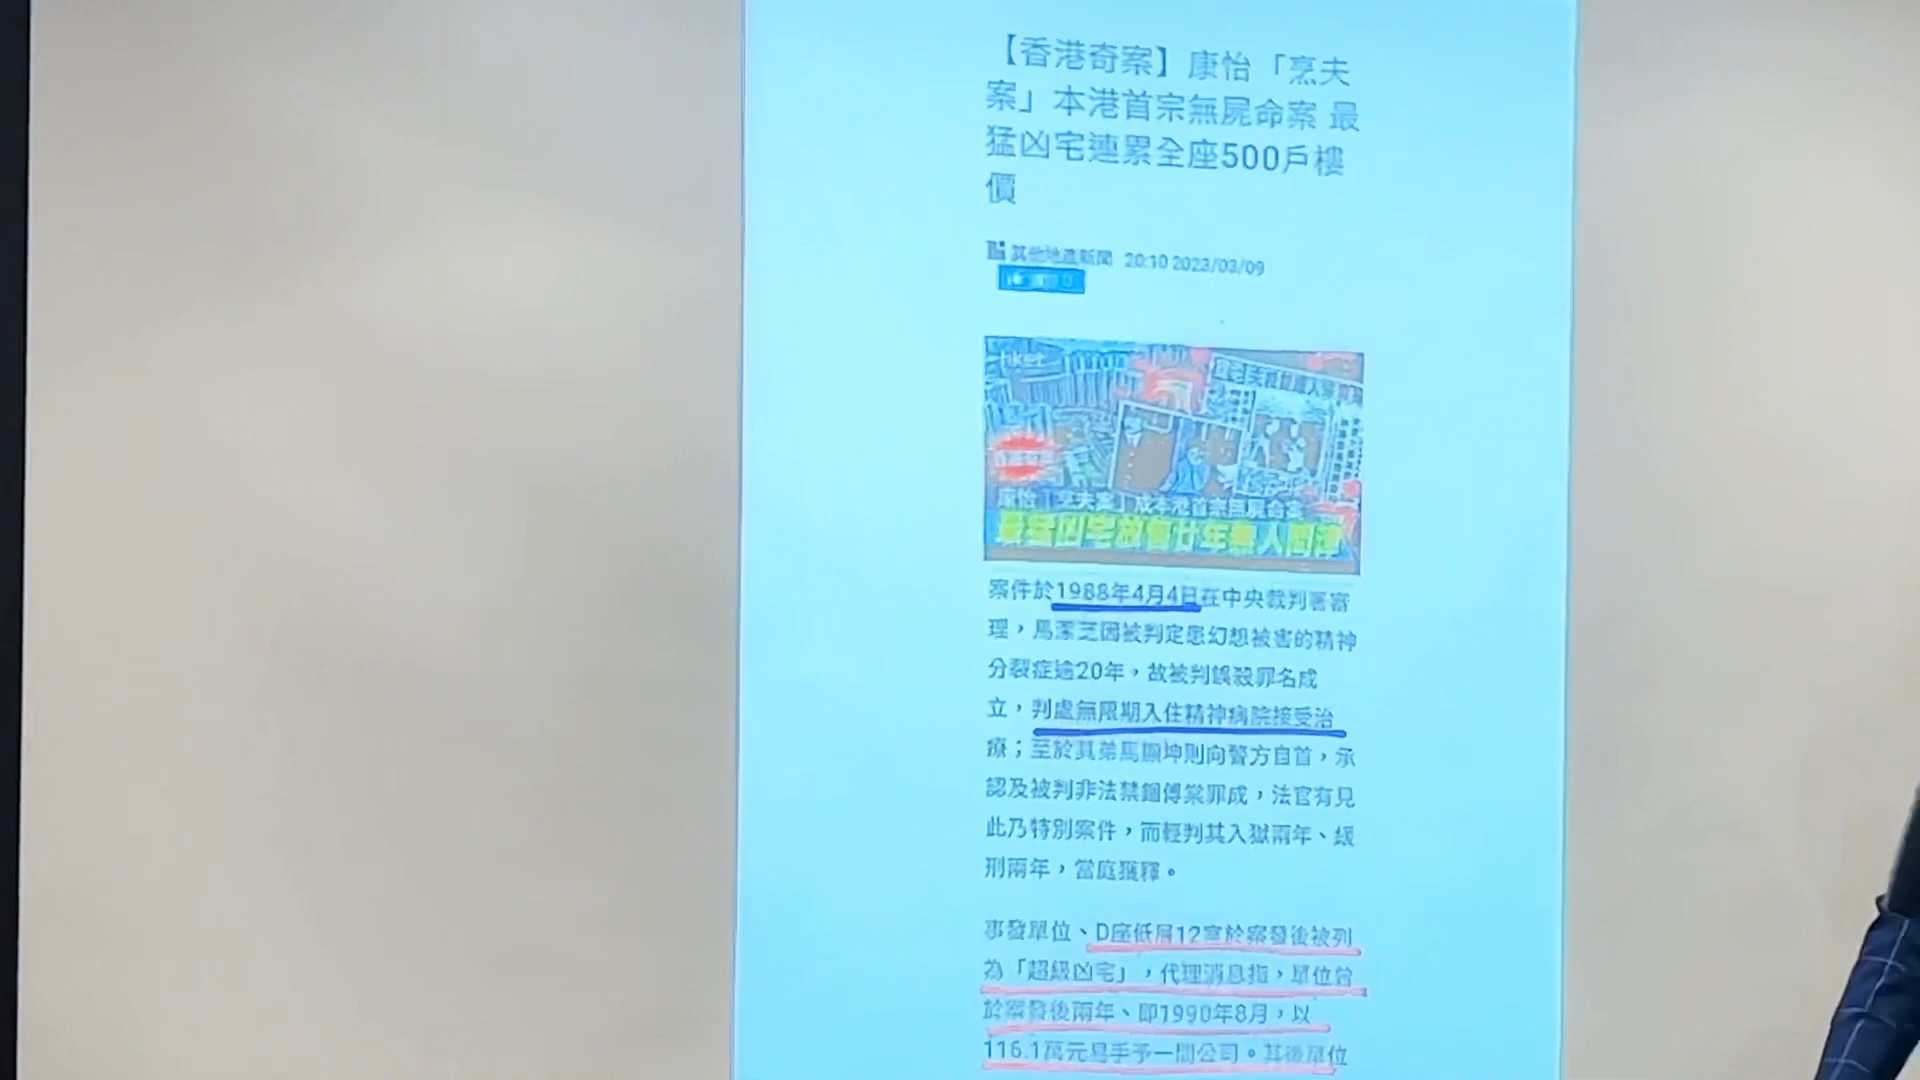 【香港奇案】康怡「烹夫
案」本港首宗無屍命案 最
猛凶宅連累全座500戶樓
價
其他地產新聞 20:10 2023/03/09
hket
康怡「烹夫案」成本港首宗無屍命案
最猛凶宅放售廿年無人問津
案件於1988年4月4日在中央裁判署審
理，馬潔芝因被判定患幻想被害的精神
分裂症逾20年，故被判誤殺罪名成
立，判處無限期入住精神病院接受治
療；至於其弟馬顯坤則向警方自首，承
認及被判非法禁錮傅棠罪成，法官有見
此乃特別案件，而輕判其入獄兩年、緩
刑兩年，當庭獲釋。
事發單位、D座低層12室於案發後被列
為「超級凶宅」，代理消息指，單位曾
於案發後兩年、即1990年8月，以
116.1萬元易手予一間公司。其後單位